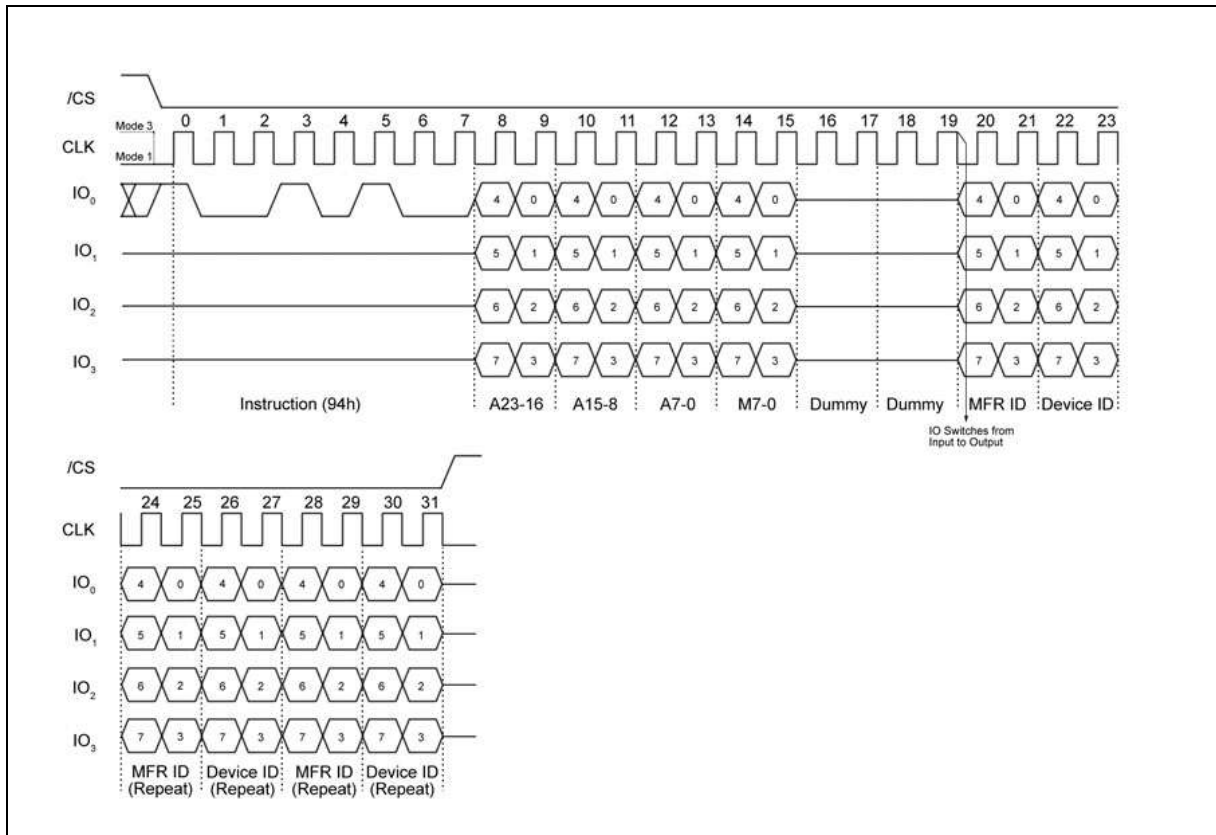 /CS
Mode 3
0 1 2 3 4 5 6 7 8 9 10 11 12 13 14 15 16 17 18 19 20 21 22 23
CLK
Mode 1
IO0 4 0 4 0 4 0 4 0 4 0 4 0
IO1 5 1 5 1 5 1 5 1 5 1 5 1
IO2 6 2 6 2 6 2 6 2 6 2 6 2
IO3 7 3 7 3 7 3 7 3 7 3 7 3
Instruction (94h) A23-16 A15-8 A7-0 M7-0 Dummy Dummy MFR ID Device ID
IO Switches from
Input to Output
/CS
24 25 26 27 28 29 30 31
CLK
IO0 4 0 4 0 4 0 4 0
IO1 5 1 5 1 5 1 5 1
IO2 6 2 6 2 6 2 6 2
IO3 7 3 7 3 7 3 7 3
MFR ID Device ID MFR ID Device ID
(Repeat) (Repeat) (Repeat) (Repeat)